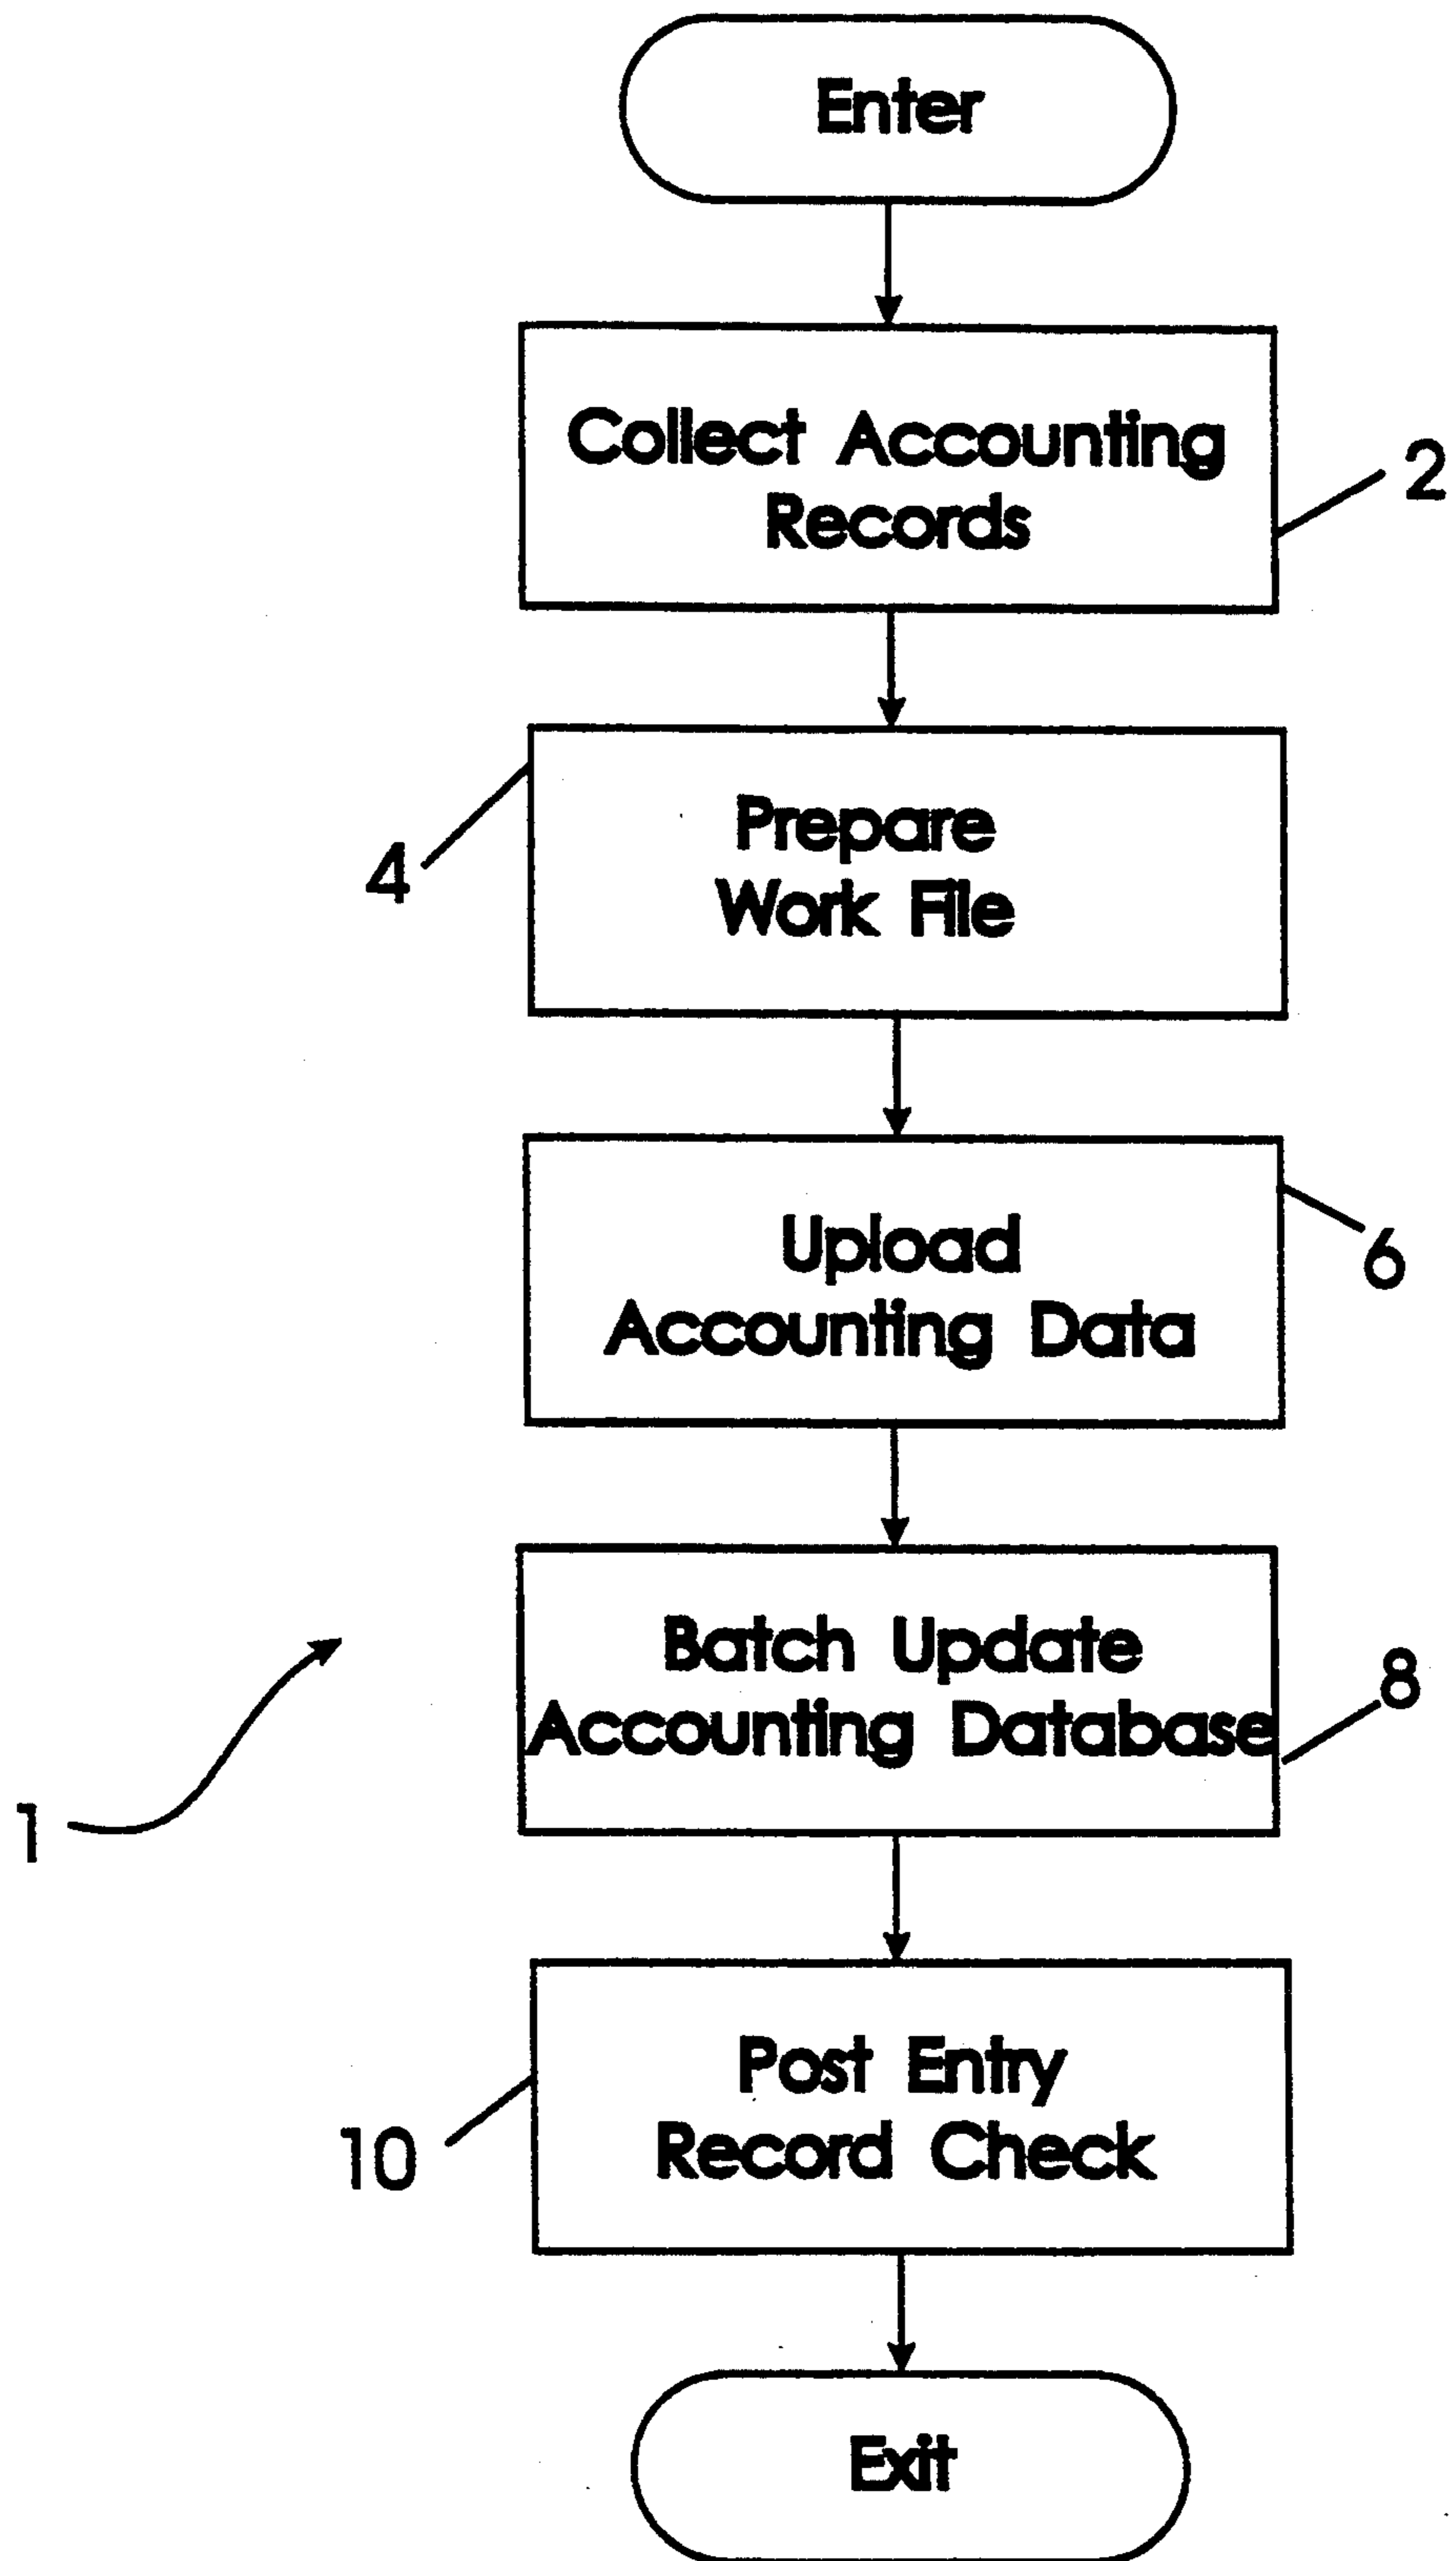 Enter
Collect Accounting
Records
2
Prepare
Work File
4
Upload
Accounting Data
6
Batch Update
Accounting Database
8
1
Post Entry
Record Check
10
Exit